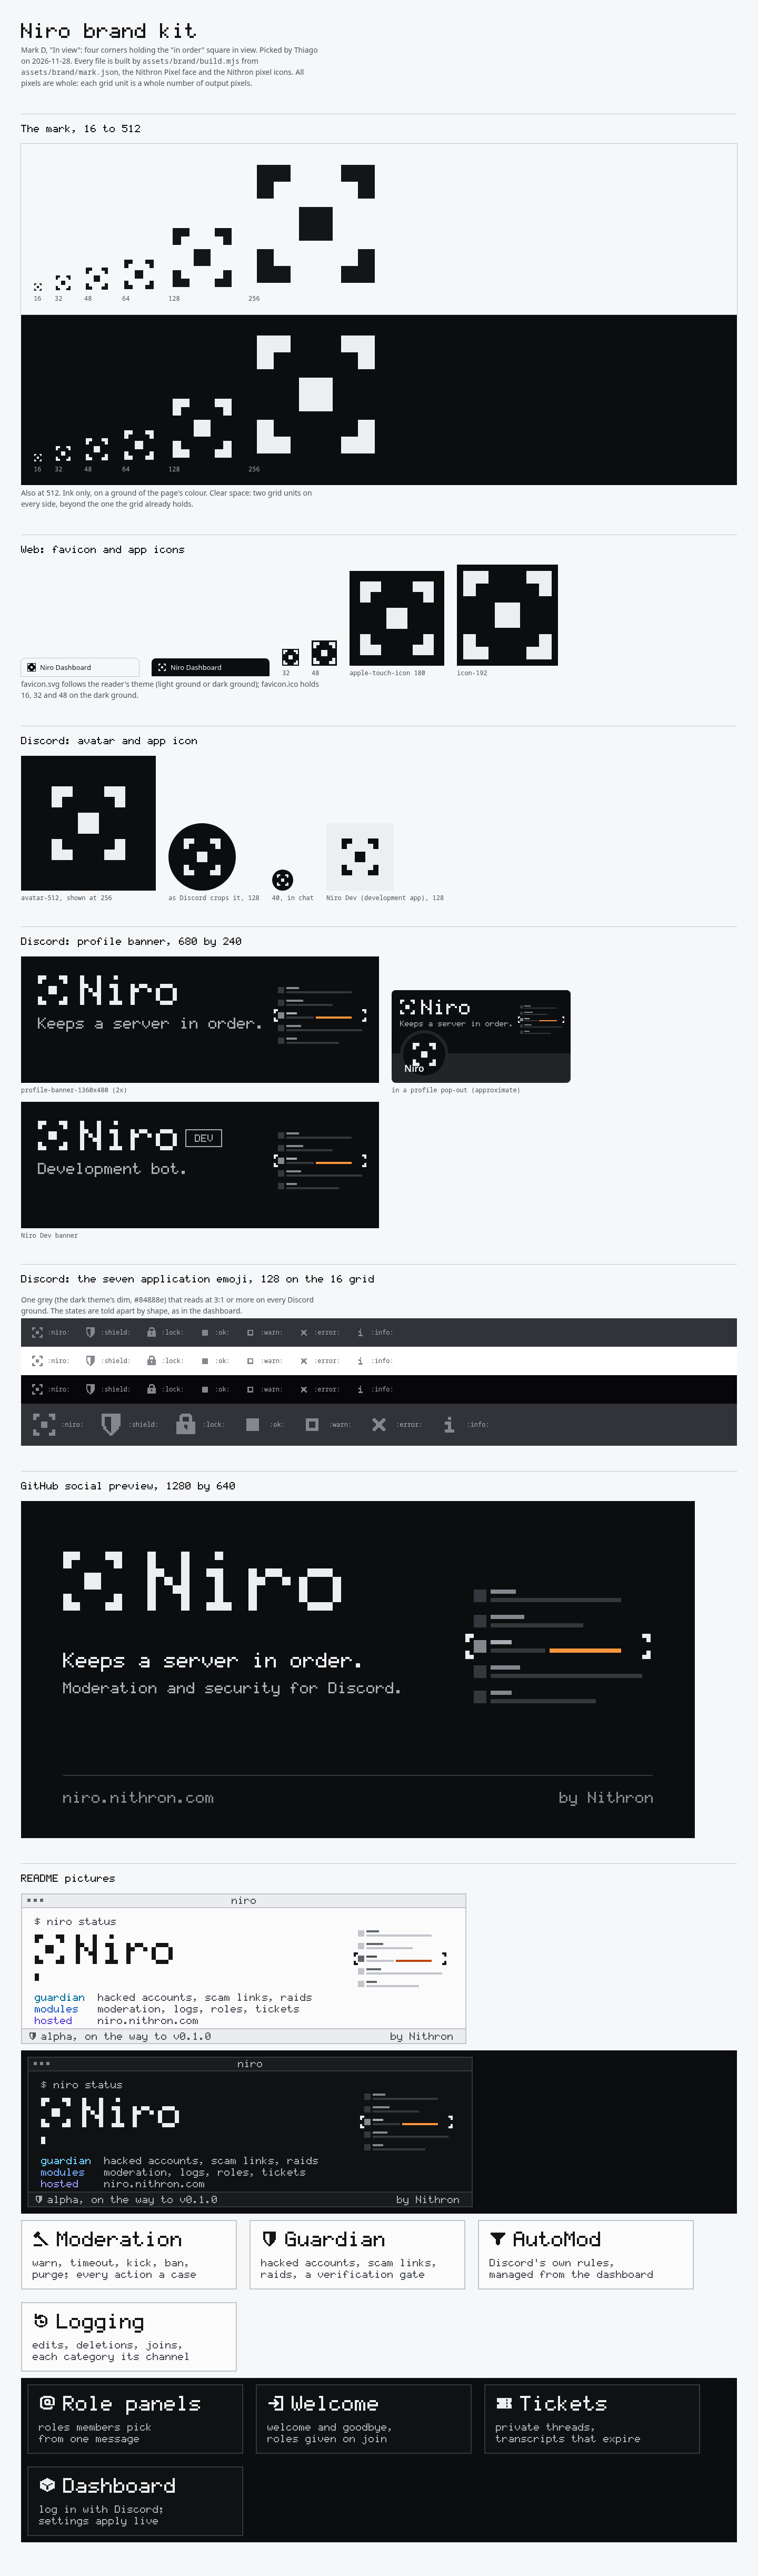 Niro brand kit
Mark D, "In view": four corners holding the "in order" square in view. Picked by Thiago
on 2026-11-28. Every file is built by assets/brand/build.mjs from
assets/brand/mark.json, the Nithron Pixel face and the Nithron pixel icons. All
pixels are whole: each grid unit is a whole number of output pixels.
The mark, 16 to 512
16 32 48 64 128 256
16 32 48 64 128 256
Also at 512. Ink only, on a ground of the page's colour. Clear space: two grid units on
every side, beyond the one the grid already holds.
Web: favicon and app icons
Niro Dashboard
Niro Dashboard
32 48 apple-touch-icon 180 icon-192
favicon.svg follows the reader's theme (light ground or dark ground); favicon.ico holds
16, 32 and 48 on the dark ground.
Discord: avatar and app icon
avatar-512, shown at 256
as Discord crops it, 128
40, in chat
Niro Dev (development app), 128
Discord: profile banner, 680 by 240
Niro
Keeps a server in order.
profile-banner-1360x480 (2x)
Niro
Keeps a server in order.
Niro
in a profile pop-out (approximate)
Niro DEV
Development bot.
Niro Dev banner
Discord: the seven application emoji, 128 on the 16 grid
One grey (the dark theme's dim, #84888e) that reads at 3:1 or more on every Discord
ground. The states are told apart by shape, as in the dashboard.
:niro: :shield: :lock: :ok: :warn: :error: :info:
:niro: :shield: :lock: :ok: :warn: :error: :info:
:niro: :shield: :lock: :ok: :warn: :error: :info:
:niro: :shield: :lock: :ok: :warn: :error: :info:
GitHub social preview, 1280 by 640
Niro
Keeps a server in order.
Moderation and security for Discord.
niro.nithron.com
by Nithron
README pictures
niro
$ niro status
Niro
guardian hacked accounts, scam links, raids
modules moderation, logs, roles, tickets
hosted niro.nithron.com
alpha, on the way to v0.1.0
by Nithron
niro
$ niro status
Niro
guardian hacked accounts, scam links, raids
modules moderation, logs, roles, tickets
hosted niro.nithron.com
alpha, on the way to v0.1.0
by Nithron
Moderation
warn, timeout, kick, ban,
purge; every action a case
Guardian
hacked accounts, scam links,
raids, a verification gate
AutoMod
Discord's own rules,
managed from the dashboard
Logging
edits, deletions, joins,
each category its channel
Role panels
roles members pick
from one message
Welcome
welcome and goodbye,
roles given on join
Tickets
private threads,
transcripts that expire
Dashboard
log in with Discord;
settings apply live